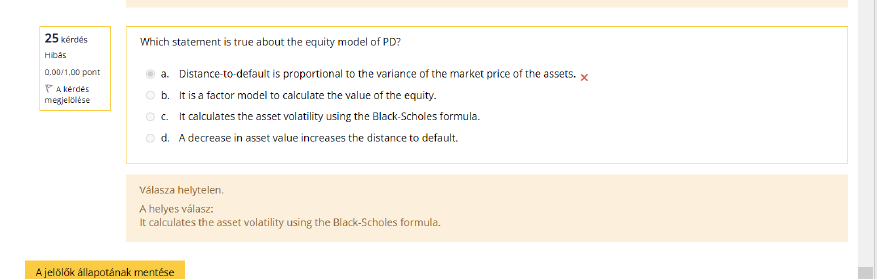 25 kérdés
Hibás
0,00/1,00 pont
A kérdés
megjelölése
Which statement is true about the equity model of PD?
a. Distance-to-default is proportional to the variance of the market price of the assets.
b. It is a factor model to calculate the value of the equity.
c. It calculates the asset volatility using the Black-Scholes formula.
d. A decrease in asset value increases the distance to default.
Válasza helytelen.
A helyes válasz:
It calculates the asset volatility using the Black-Scholes formula.
A jelölők állapotának mentése